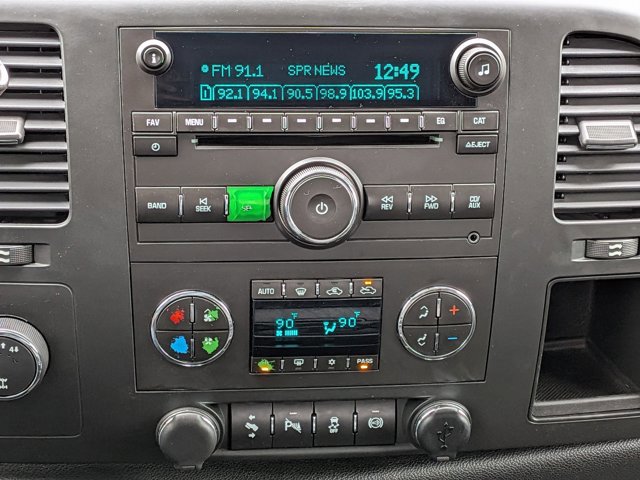 FM 91.1 SPR NEWS 12:49
1 92.1 94.1 90.5 98.9 103.9 95.3
FAV MENU EQ CAT
EJECT
BAND SEEK REV FWD CD/AUX
AUTO
90°F 90°F
PASS
OFF